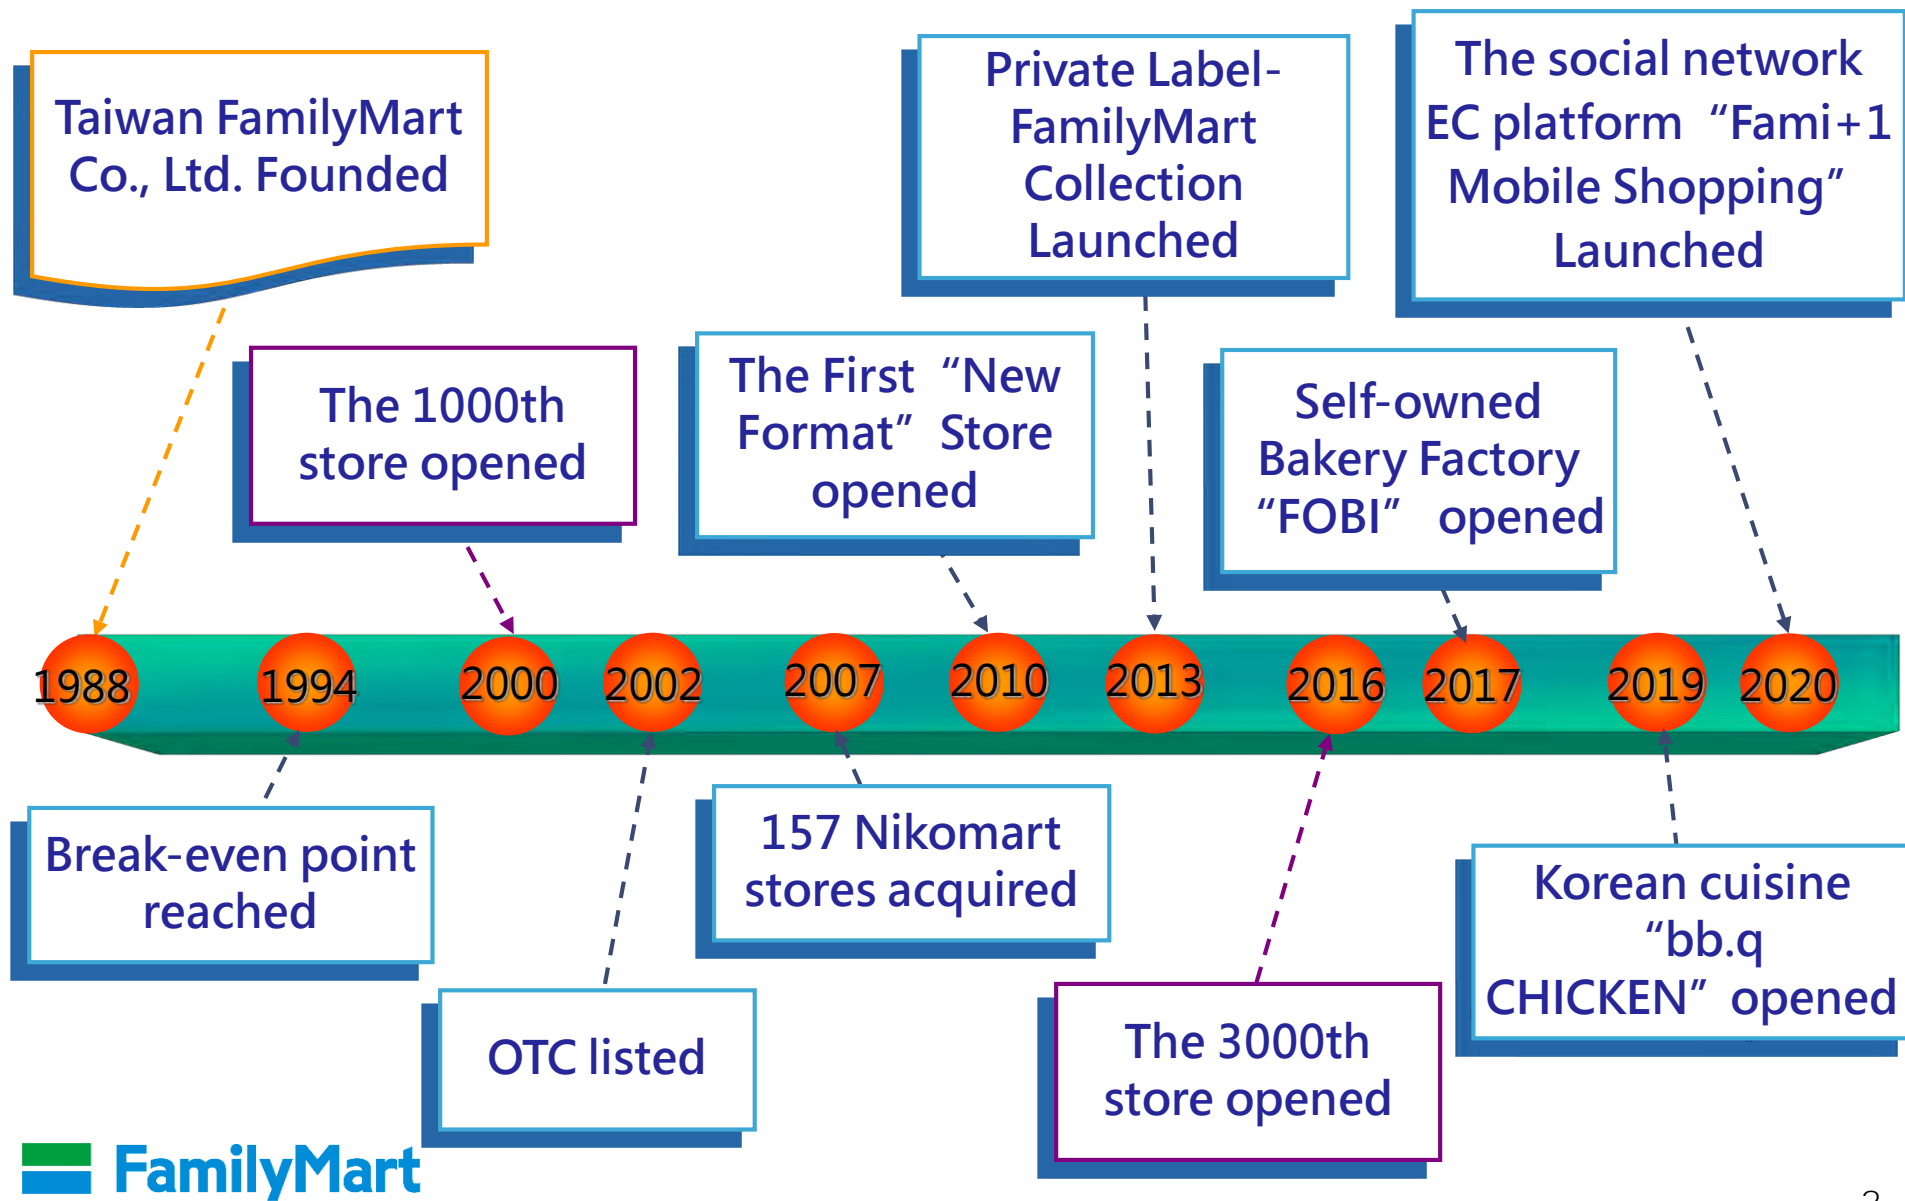 Taiwan FamilyMart
Co., Ltd. Founded
Private Label-
FamilyMart
Collection
Launched
The social network
EC platform “Fami+1
Mobile Shopping”
Launched
The 1000th
store opened
The First “New
Format” Store
opened
Self-owned
Bakery Factory
“FOBI” opened
1988
1994
2000
2002
2007
2010
2013
2016
2017
2019
2020
Break-even point
reached
157 Nikomart
stores acquired
Korean cuisine
“bb.q
CHICKEN” opened
OTC listed
The 3000th
store opened
FamilyMart